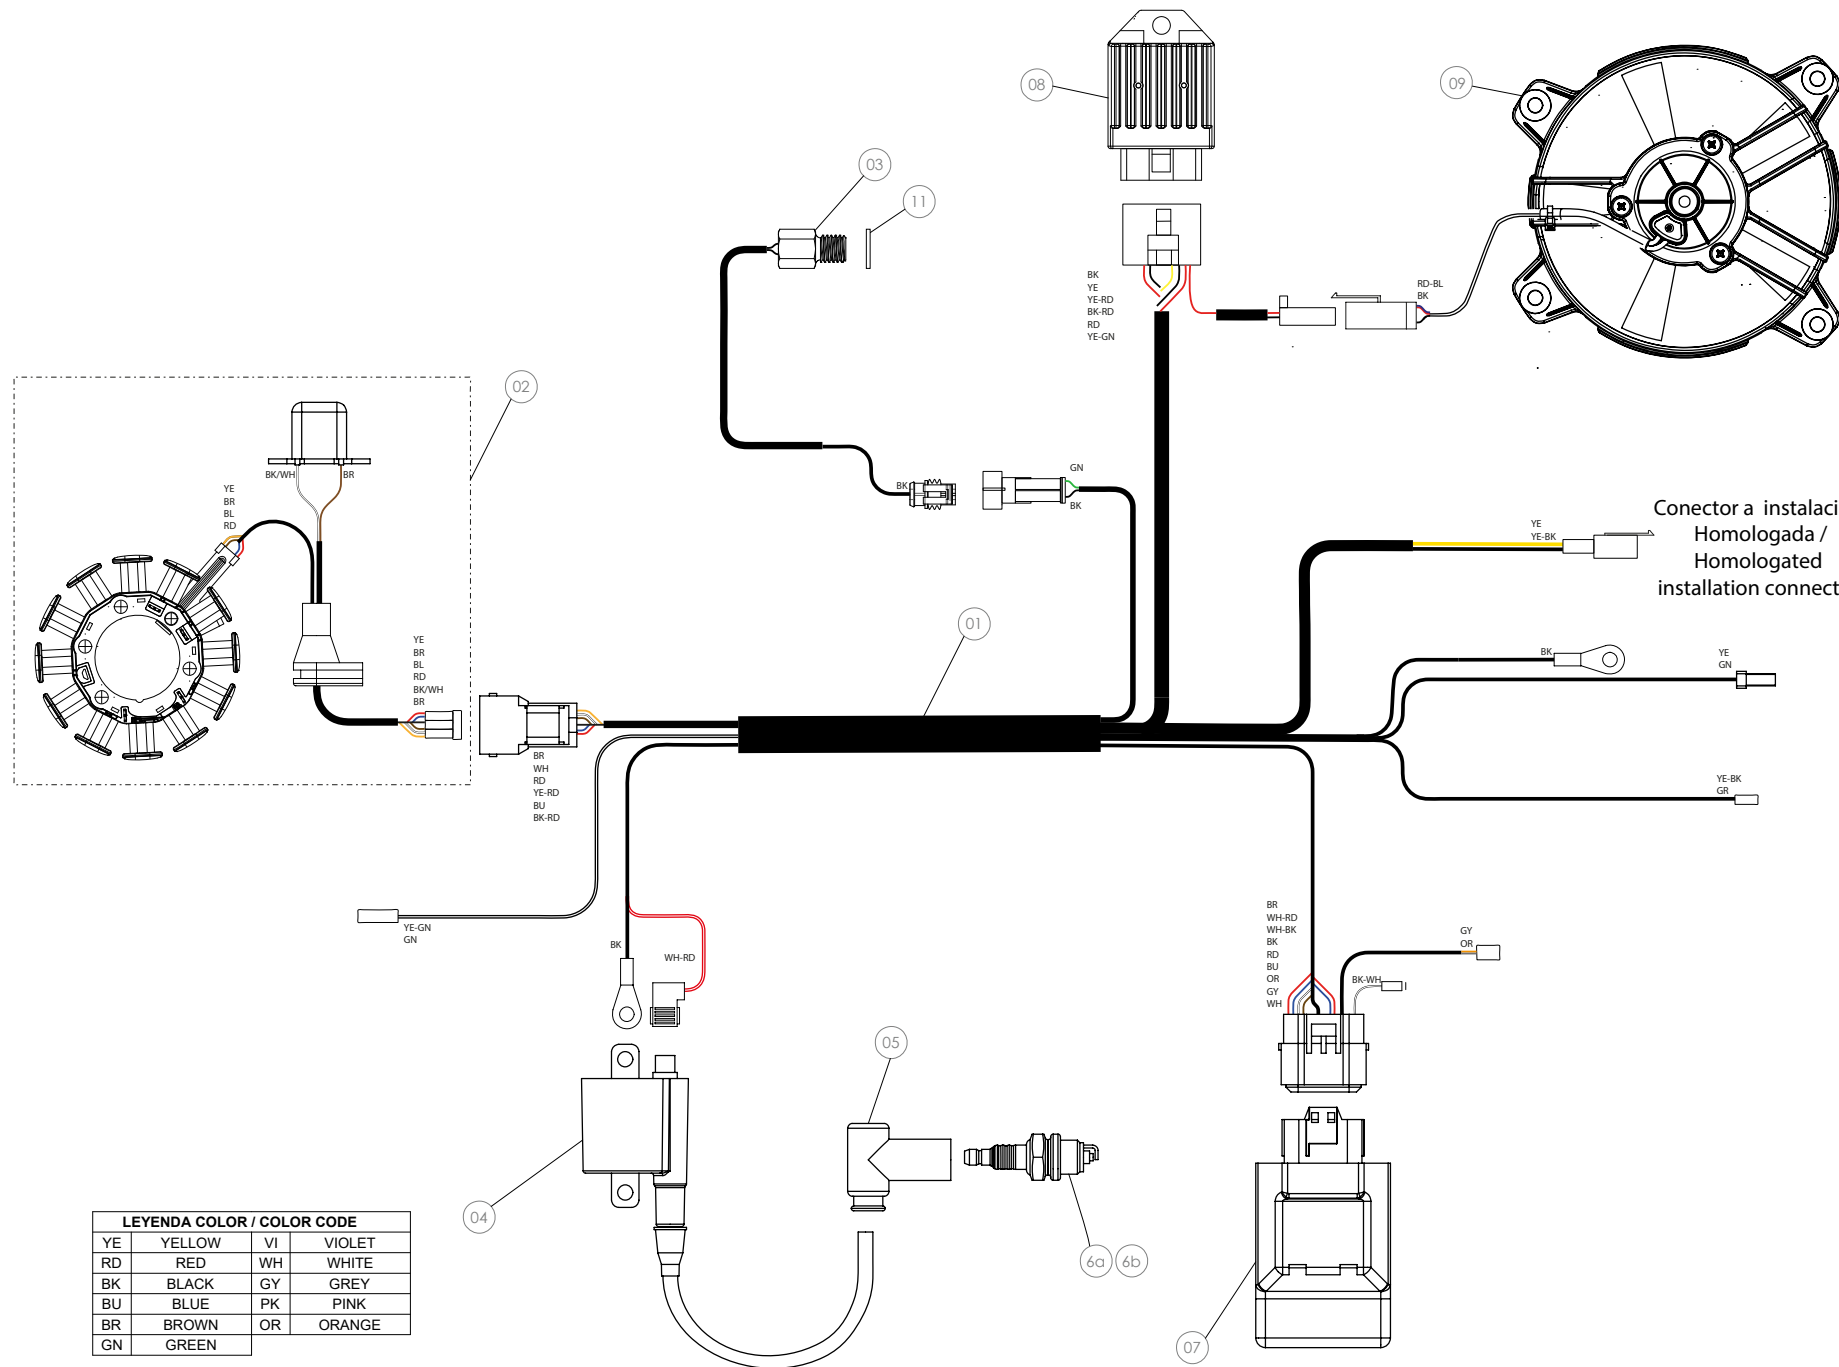 08
09
03
11
BK
YE
YE-RD
BK-RD
RD
YE-GN
RD-BL
BK
02
BK/WH
BR
YE
BR
BL
RD
BK
GN
BK
YE
YE-BK
Conector a instalaci
Homologada /
Homologated
installation connect
01
YE
BR
BL
RD
BK/WH
BR
BK
YE
GN
BR
WH
RD
YE-RD
BU
BK-RD
YE-BK
GR
YE-GN
GN
BK
WH-RD
BR
WH-RD
WH-BK
BK
RD
BU
OR
GY
WH
GY
OR
BK-WH
05
04
6a
6b
07
LEYENDA COLOR / COLOR CODE
YE YELLOW VI VIOLET
RD RED WH WHITE
BK BLACK GY GREY
BU BLUE PK PINK
BR BROWN OR ORANGE
GN GREEN